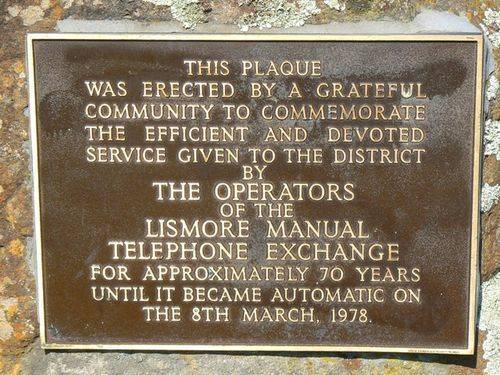 THIS PLAQUE
WAS ERECTED BY A GRATEFUL
COMMUNITY TO COMMEMORATE
THE EFFICIENT AND DEVOTED
SERVICE GIVEN TO THE DISTRICT
BY
THE OPERATORS
OF THE
LISMORE MANUAL
TELEPHONE EXCHANGE
FOR APPROXIMATELY 70 YEARS
UNTIL IT BECAME AUTOMATIC ON
THE 8TH MARCH, 1978.